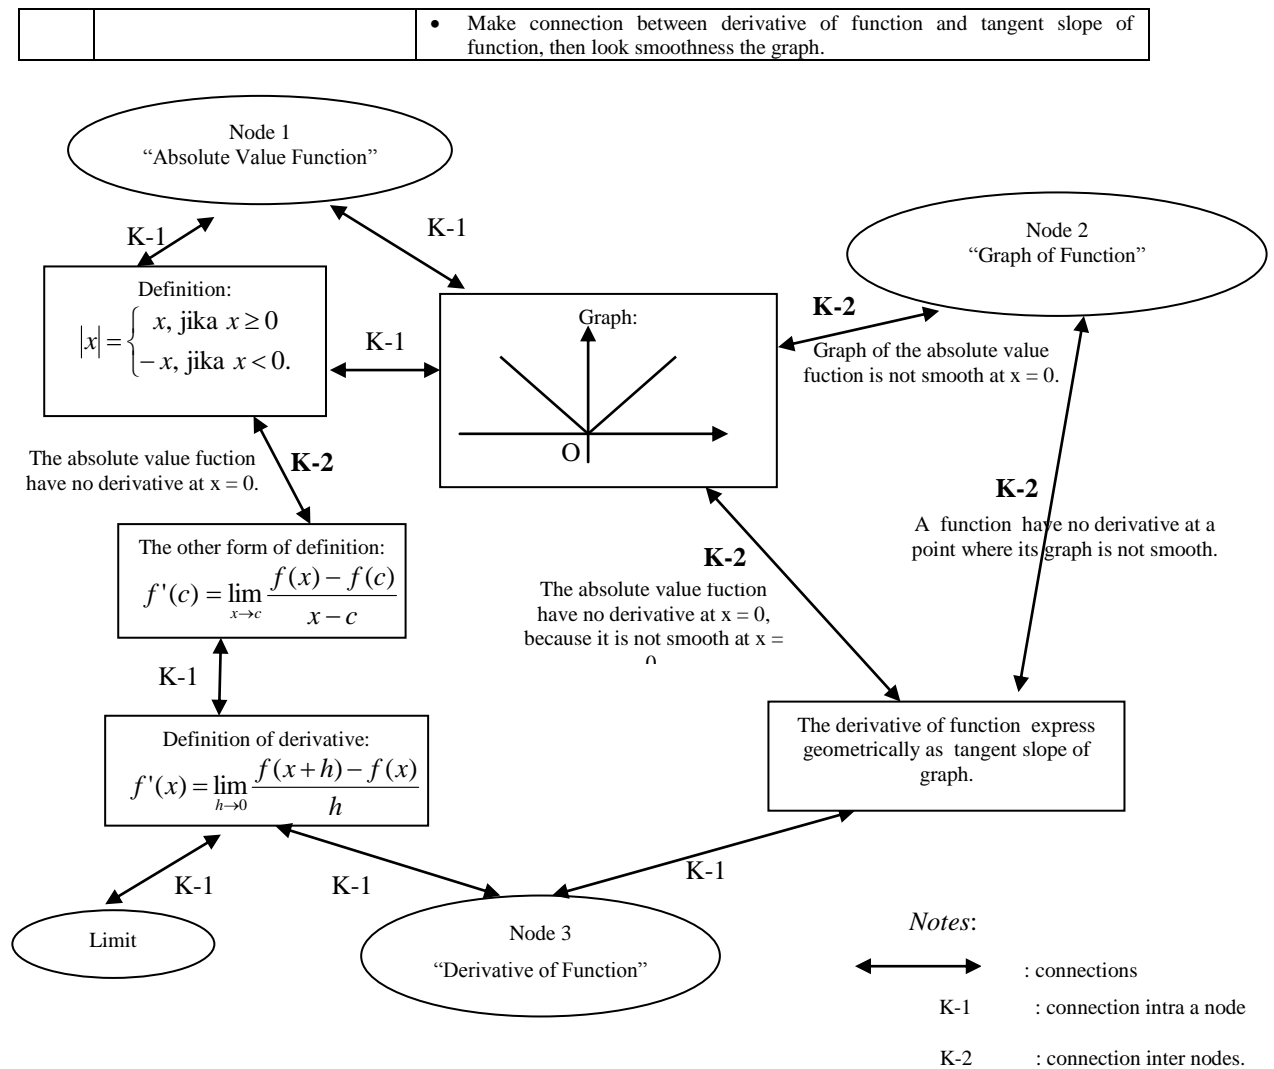 • Make connection between derivative of function and tangent slope of
function, then look smoothness the graph.
Node 1
“Absolute Value Function”
K-1
K-1
Node 2
“Graph of Function”
Definition:
|x| = { x, jika x ≥ 0
− x, jika x < 0.
K-1
Graph:
O
K-2
Graph of the absolute value
fuction is not smooth at x = 0.
The absolute value fuction
have no derivative at x = 0.
K-2
K-2
A function have no derivative at a
point where its graph is not smooth.
The other form of definition:
f'(c) = lim x→c (f(x) − f(c)) / (x − c)
K-2
The absolute value fuction
have no derivative at x = 0,
because it is not smooth at x =
0
K-1
Definition of derivative:
f'(x) = lim h→0 (f(x+h) − f(x)) / h
The derivative of function express
geometrically as tangent slope of
graph.
K-1
K-1
K-1
Limit
Node 3
“Derivative of Function”
Notes:
: connections
K-1 : connection intra a node
K-2 : connection inter nodes.